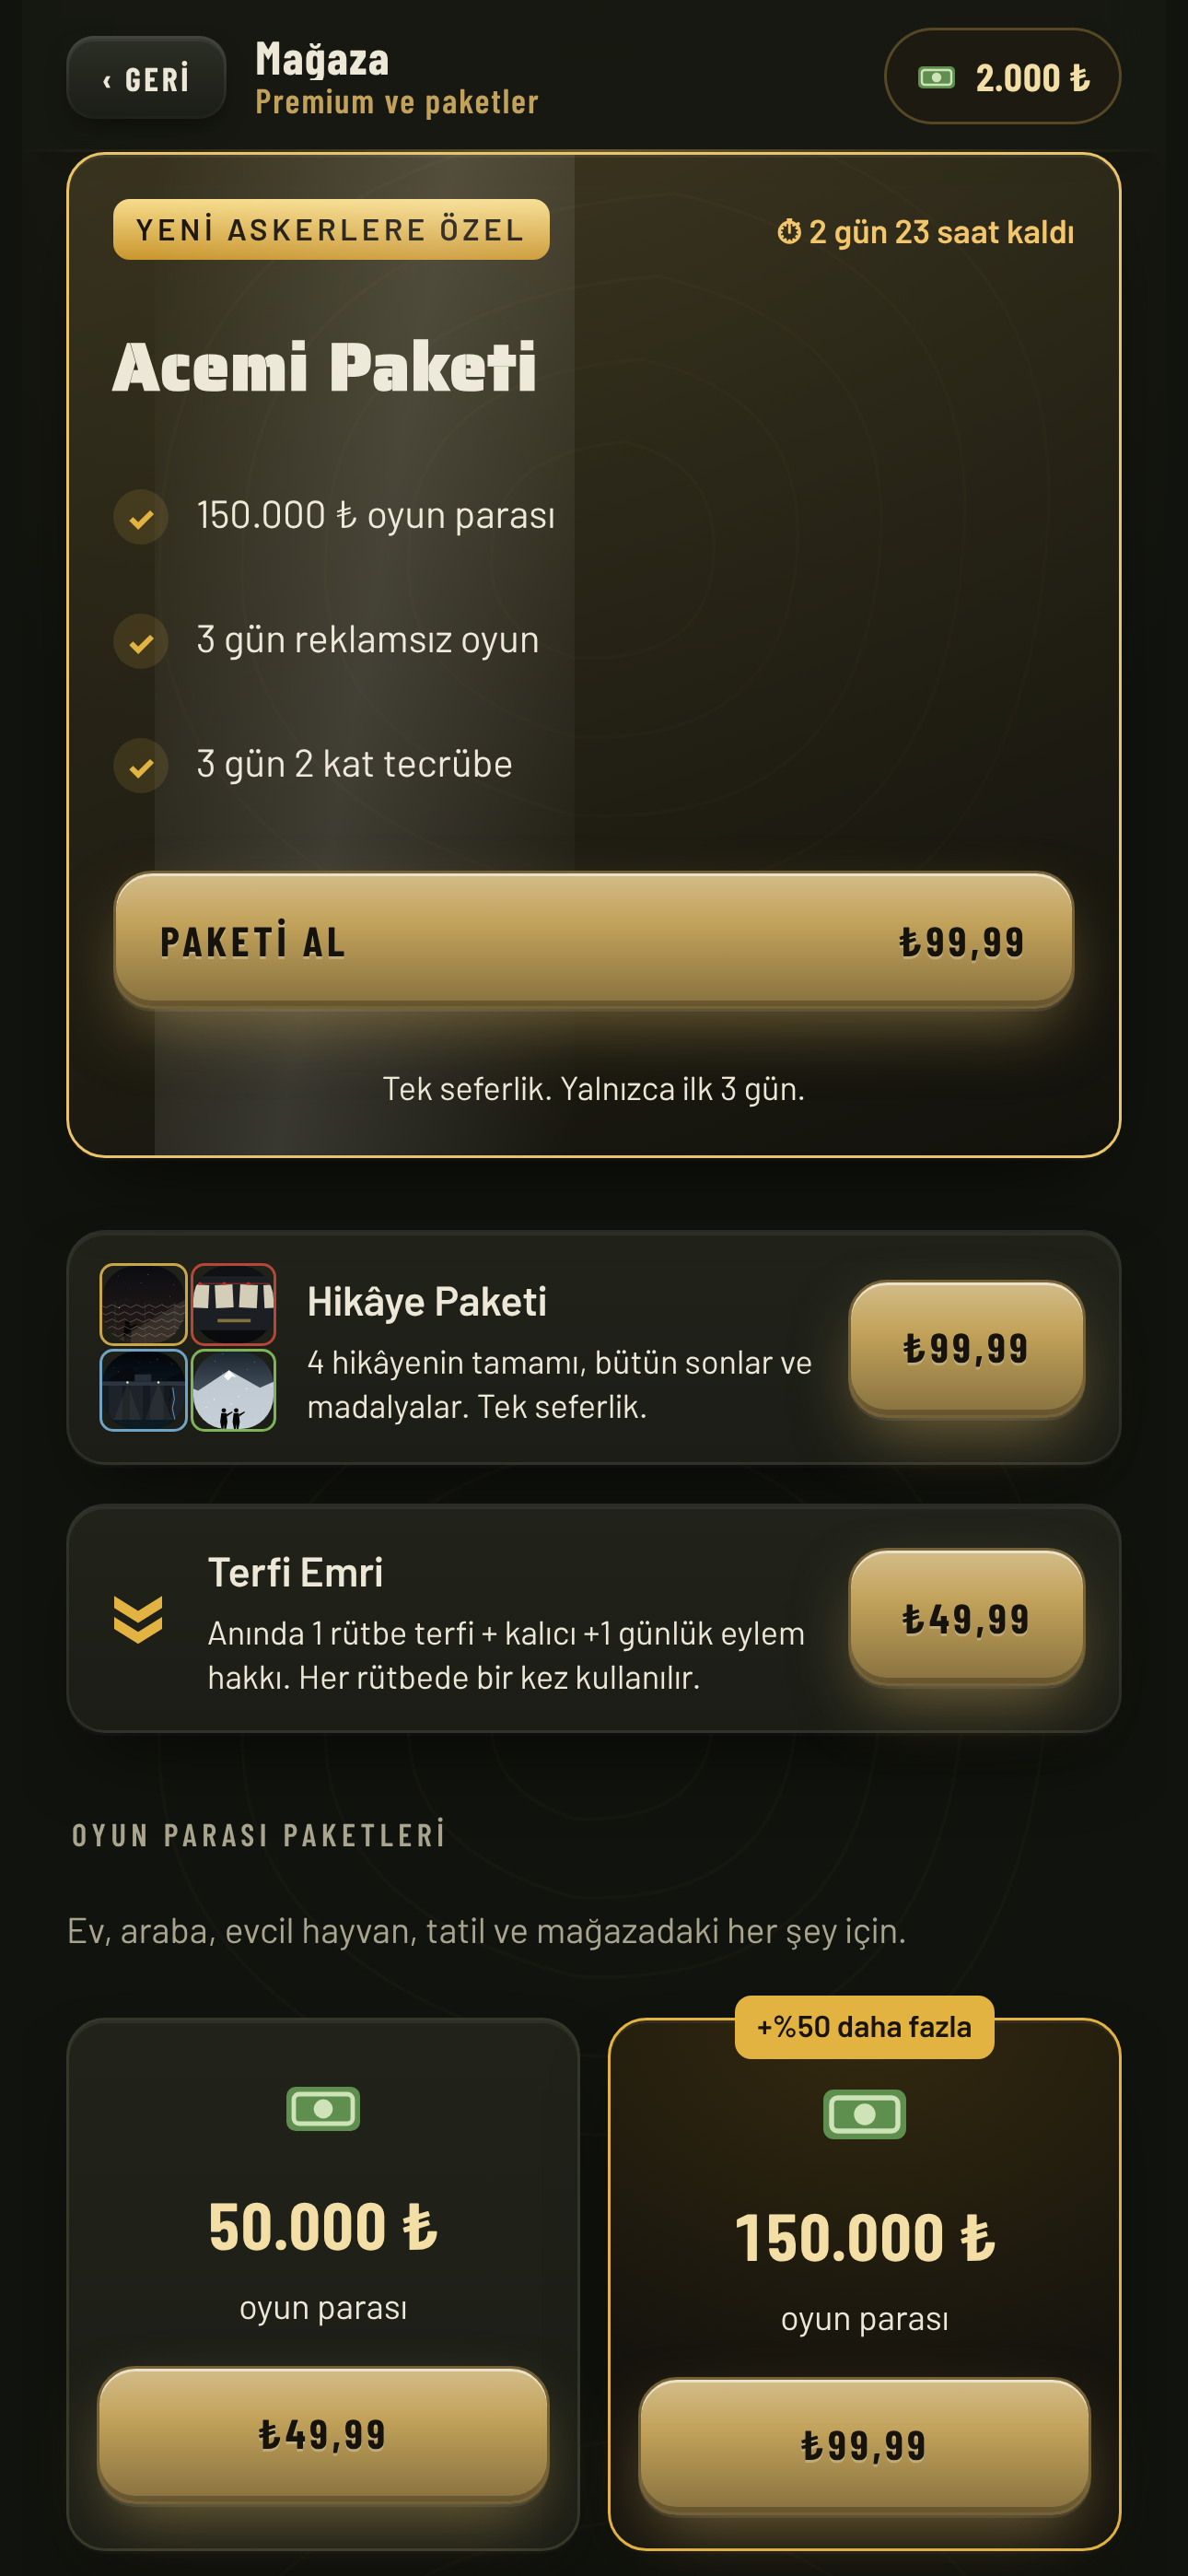 ‹ GERİ
Mağaza
Premium ve paketler
2.000 ₺
YENİ ASKERLERE ÖZEL
⏱ 2 gün 23 saat kaldı
Acemi Paketi
150.000 ₺ oyun parası
3 gün reklamsız oyun
3 gün 2 kat tecrübe
PAKETİ AL
₺99,99
Tek seferlik. Yalnızca ilk 3 gün.
Hikâye Paketi
4 hikâyenin tamamı, bütün sonlar ve
madalyalar. Tek seferlik.
₺99,99
Terfi Emri
Anında 1 rütbe terfi + kalıcı +1 günlük eylem
hakkı. Her rütbede bir kez kullanılır.
₺49,99
OYUN PARASI PAKETLERİ
Ev, araba, evcil hayvan, tatil ve mağazadaki her şey için.
50.000 ₺
oyun parası
₺49,99
+%50 daha fazla
150.000 ₺
oyun parası
₺99,99